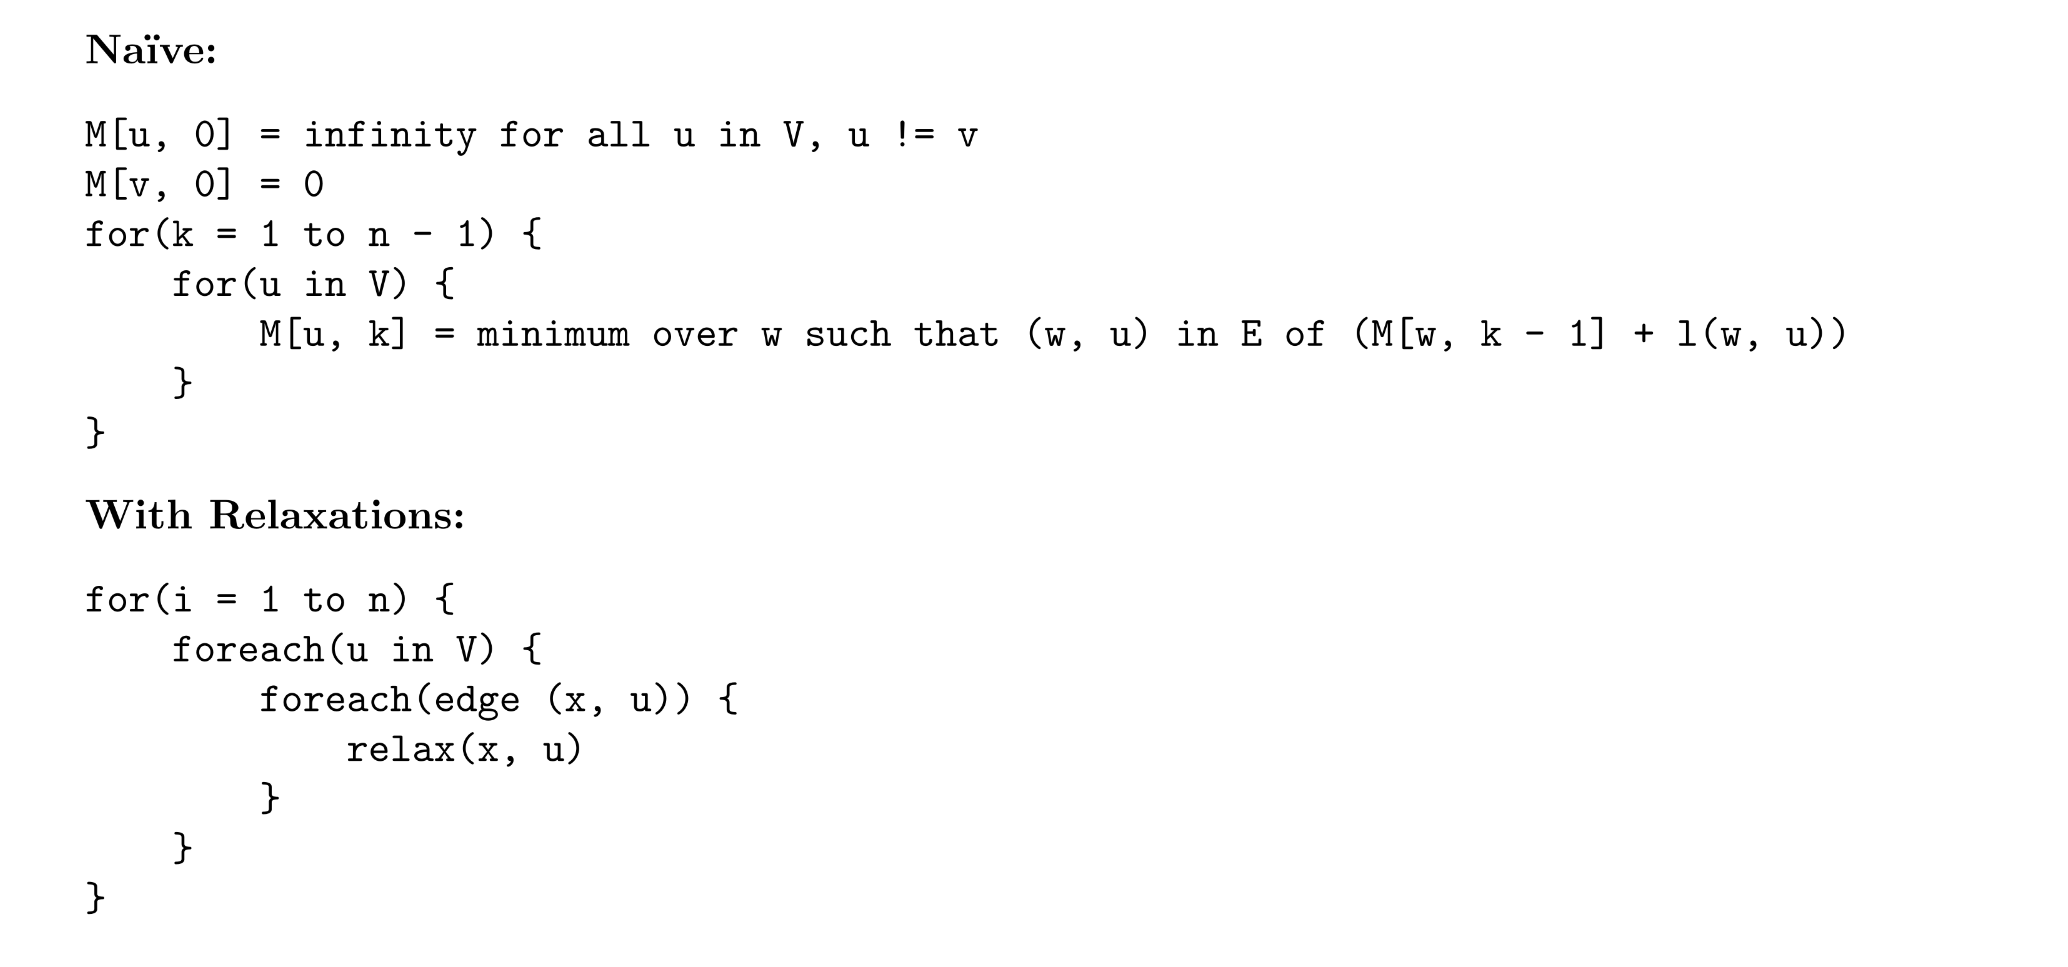 Naïve:
M[u, 0] = infinity for all u in V, u != v
M[v, 0] = 0
for(k = 1 to n - 1) {
    for(u in V) {
        M[u, k] = minimum over w such that (w, u) in E of (M[w, k - 1] + l(w, u))
    }
}
With Relaxations:
for(i = 1 to n) {
    foreach(u in V) {
        foreach(edge (x, u)) {
            relax(x, u)
        }
    }
}